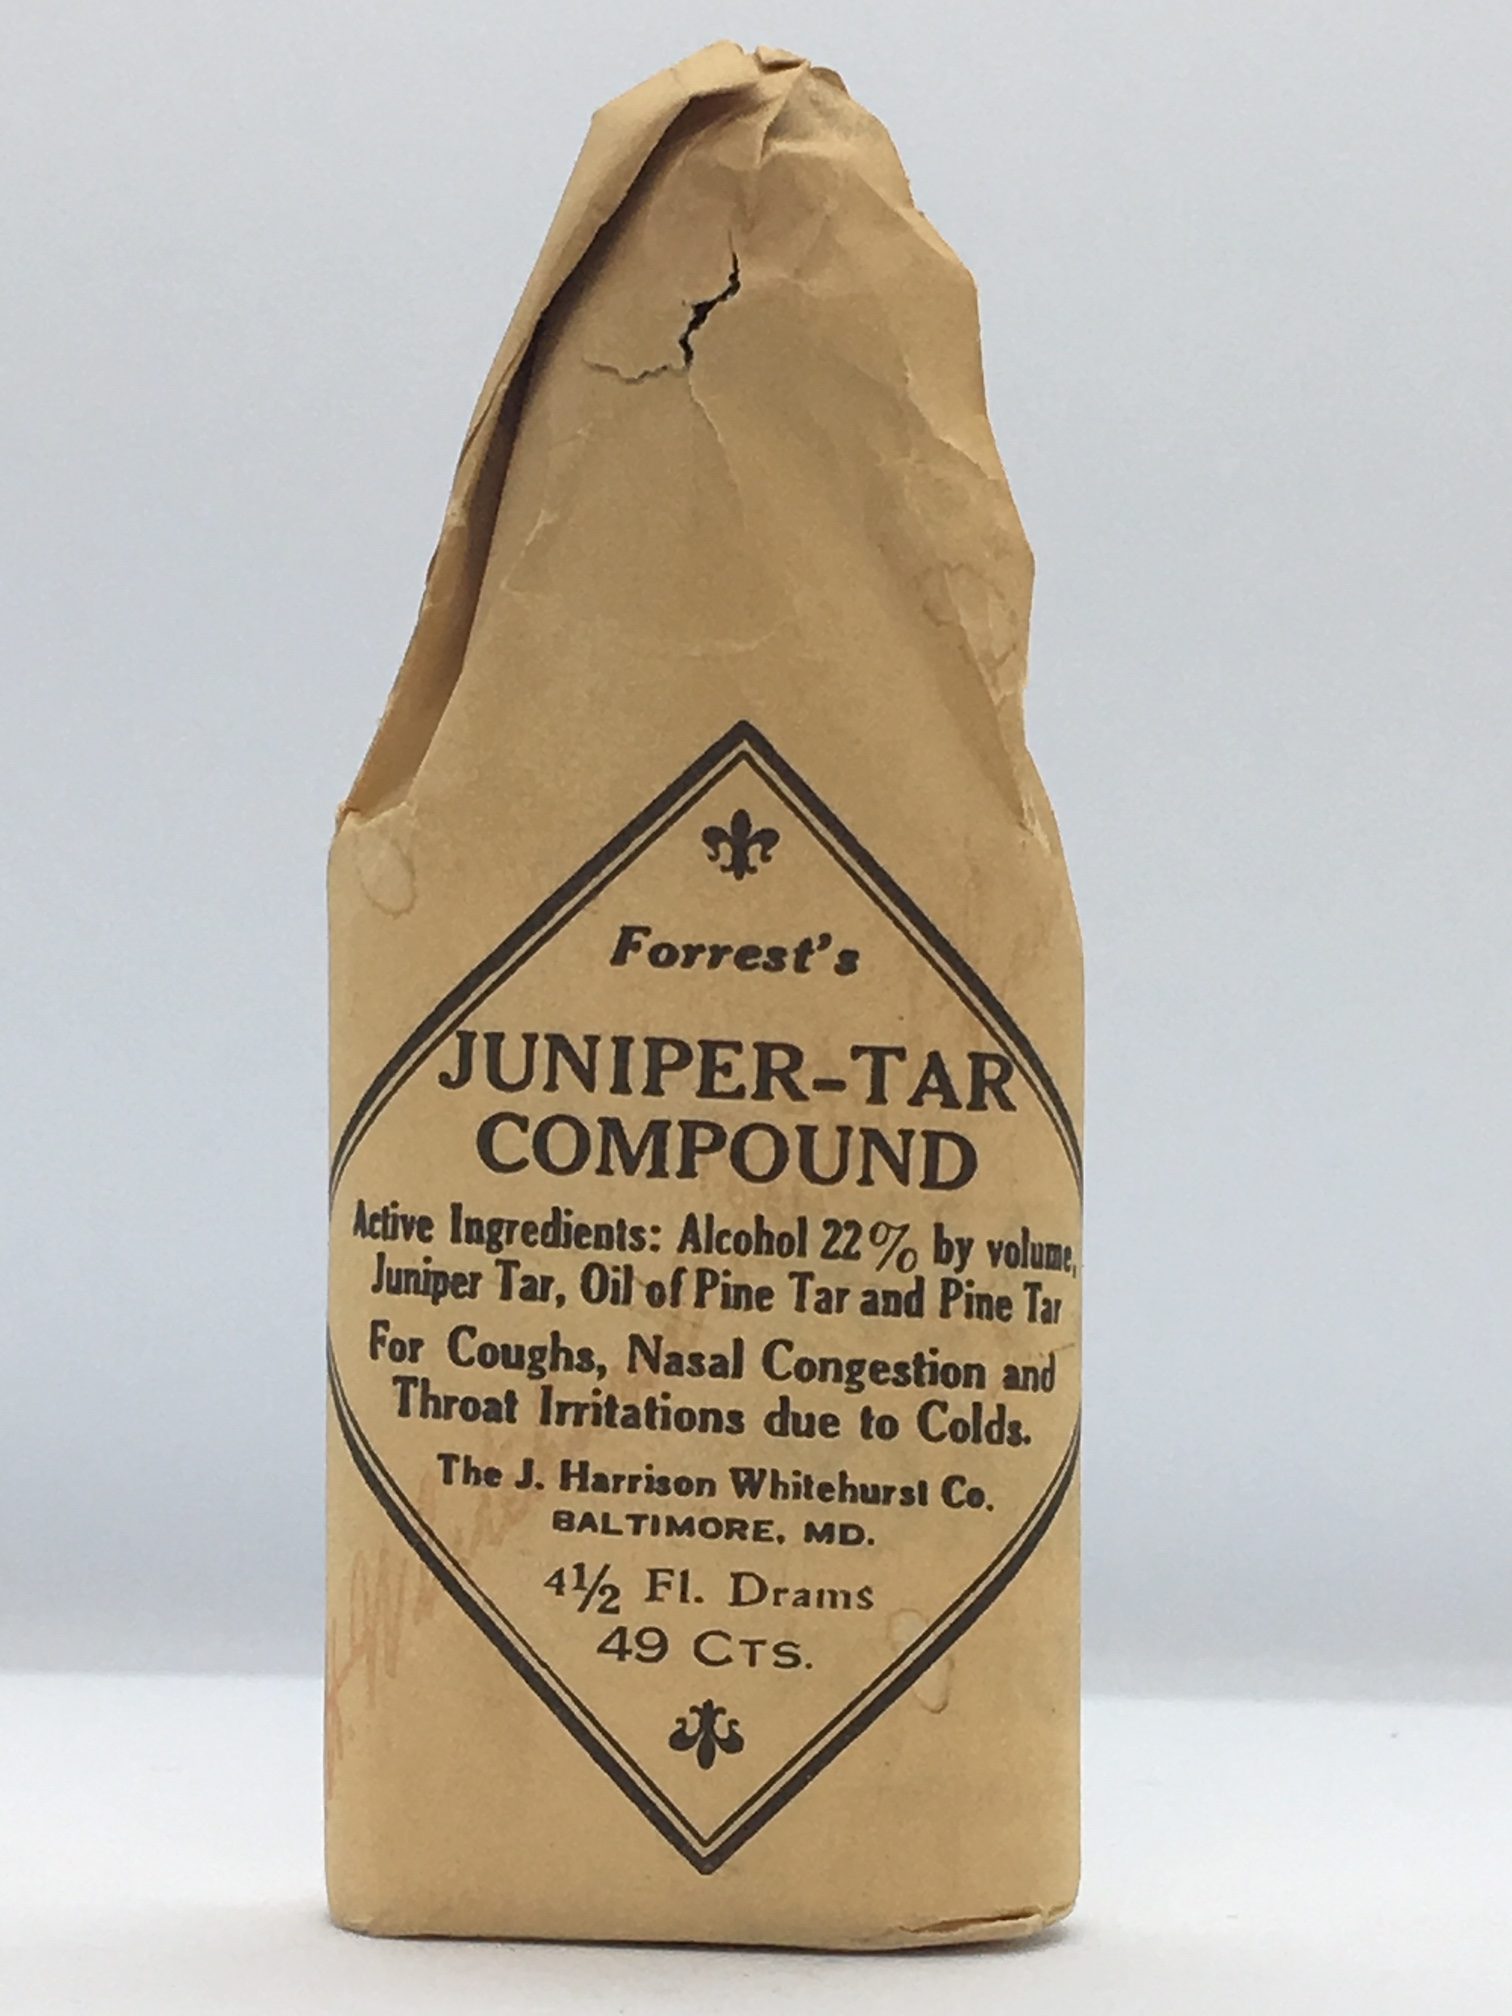 Forrest's
JUNIPER-TAR
COMPOUND
Active Ingredients: Alcohol 22% by volume,
Juniper Tar, Oil of Pine Tar and Pine Tar
For Coughs, Nasal Congestion and
Throat Irritations due to Colds.
The J. Harrison Whitehurst Co.
BALTIMORE, MD.
4½ Fl. Drams
49 CTS.